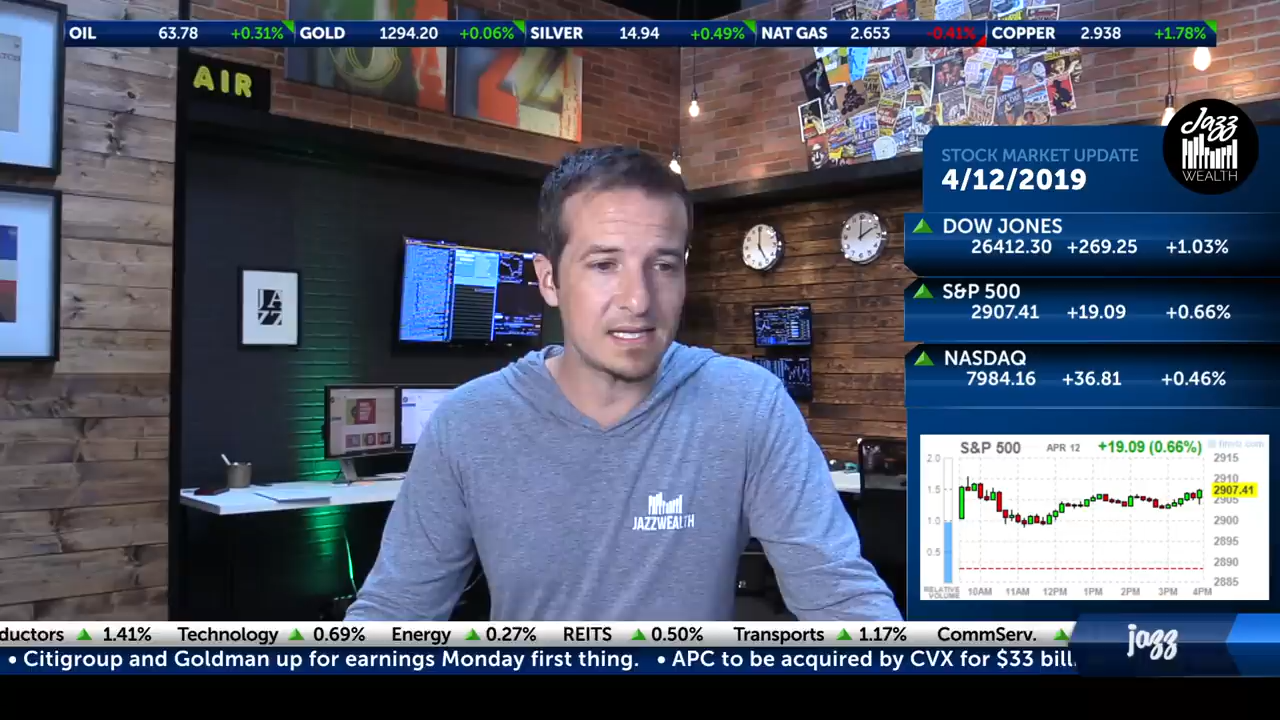 OIL 63.78 +0.31% GOLD 1294.20 +0.06% SILVER 14.94 +0.49% NAT GAS 2.653 -0.41% COPPER 2.938 +1.78%
AIR
Jazz
WEALTH
STOCK MARKET UPDATE
4/12/2019
DOW JONES
26412.30 +269.25 +1.03%
S&P 500
2907.41 +19.09 +0.66%
NASDAQ
7984.16 +36.81 +0.46%
JA
ZZ
JAZZWEALTH
S&P 500 APR 12 +19.09 (0.66%)
2.0
1.5
1.0
0.5
2915
2910
2907.41
2905
2900
2895
2890
2885
RELATIVE
VOLUME
10AM 11AM 12PM 1PM 2PM 3PM 4PM
ductors 1.41% Technology 0.69% Energy 0.27% REITS 0.50% Transports 1.17% CommServ.
• Citigroup and Goldman up for earnings Monday first thing. • APC to be acquired by CVX for $33 bill
jazz